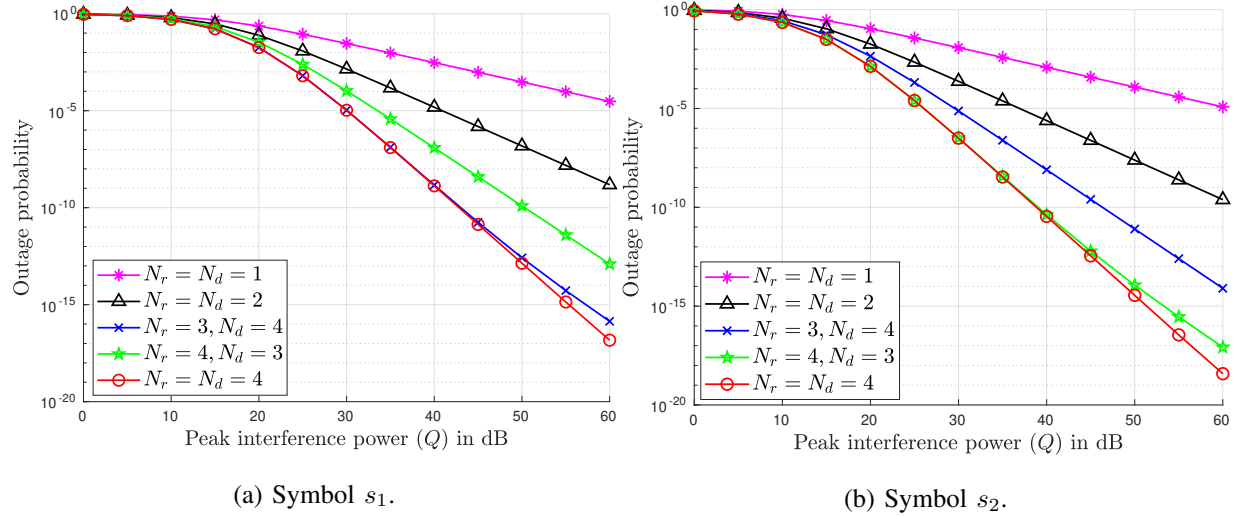 10^0
10^-5
10^-10
10^-15
10^-20
Outage probability
N_r = N_d = 1
N_r = N_d = 2
N_r = 3, N_d = 4
N_r = 4, N_d = 3
N_r = N_d = 4
0 10 20 30 40 50 60
Peak interference power (Q) in dB
(a) Symbol s_1.
10^0
10^-5
10^-10
10^-15
10^-20
Outage probability
N_r = N_d = 1
N_r = N_d = 2
N_r = 3, N_d = 4
N_r = 4, N_d = 3
N_r = N_d = 4
0 10 20 30 40 50 60
Peak interference power (Q) in dB
(b) Symbol s_2.